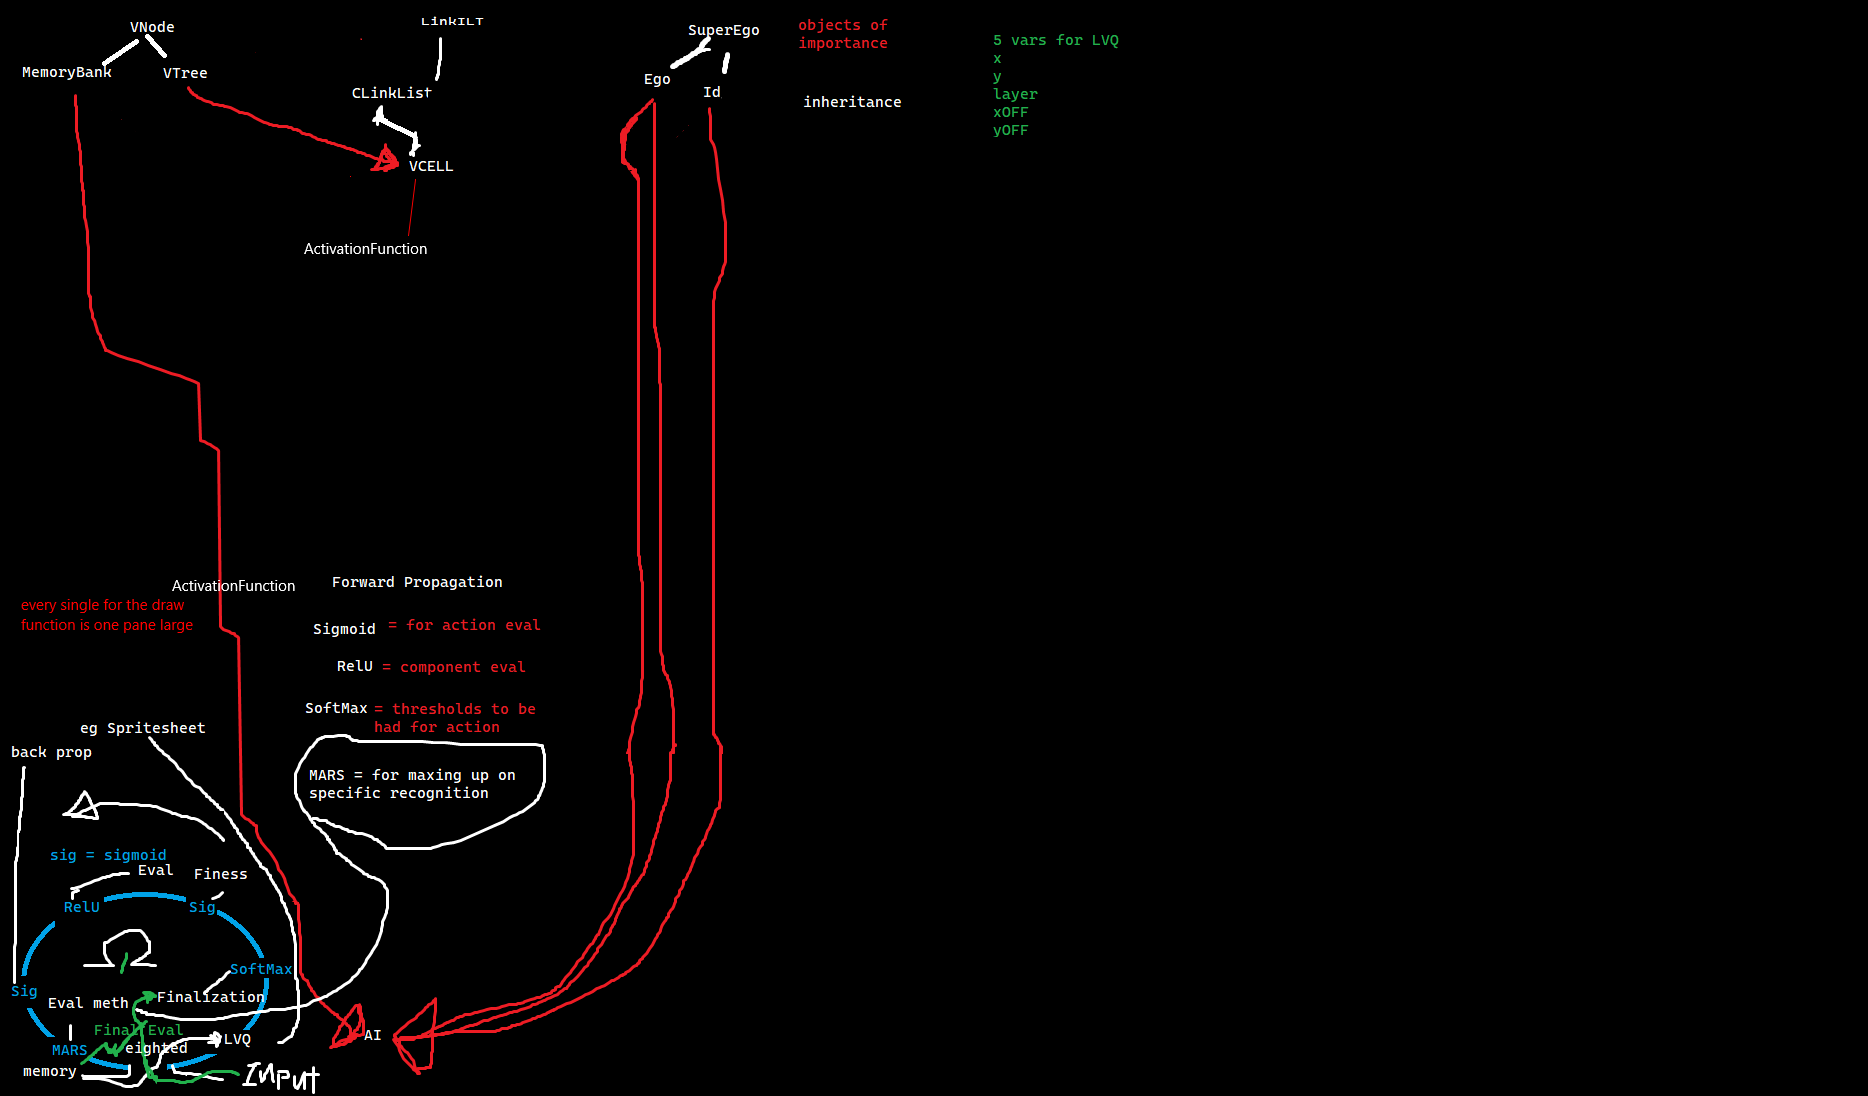 VNode
MemoryBank
VTree
LinkILT
CLinkList
VCELL
ActivationFunction
SuperEgo
Ego
Id
objects of
importance
inheritance
5 vars for LVQ
x
y
layer
xOFF
yOFF
ActivationFunction
every single for the draw
function is one pane large
Forward Propagation
Sigmoid = for action eval
RelU = component eval
SoftMax = thresholds to be
had for action
MARS = for maxing up on
specific recognition
eg Spritesheet
back prop
sig = sigmoid
Eval
Finess
RelU
Sig
SoftMax
Sig
Eval meth
Finalization
Final Eval
MARS
eighted
LVQ
memory
Input
AI